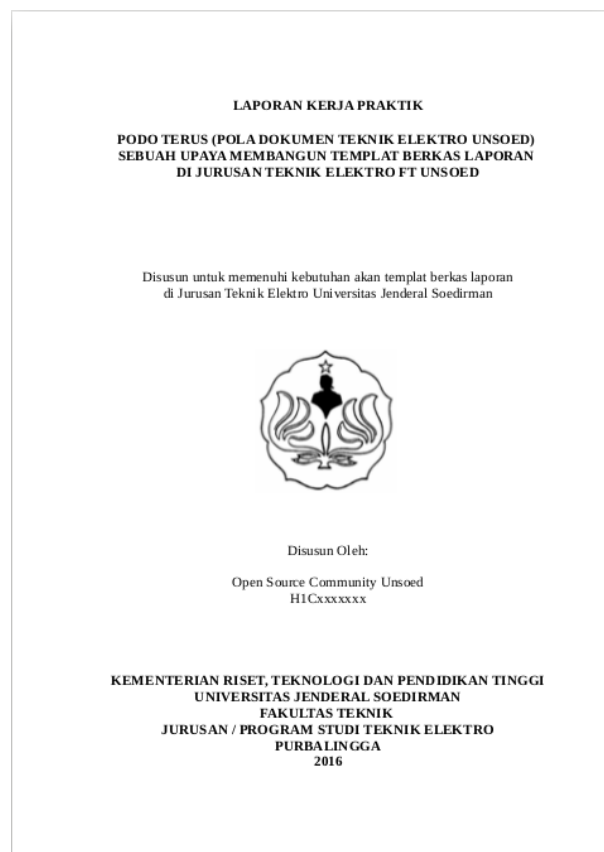 LAPORAN KERJA PRAKTIK
PODO TERUS (POLA DOKUMEN TEKNIK ELEKTRO UNSOED)
SEBUAH UPAYA MEMBANGUN TEMPLAT BERKAS LAPORAN
DI JURUSAN TEKNIK ELEKTRO FT UNSOED
Disusun untuk memenuhi kebutuhan akan templat berkas laporan
di Jurusan Teknik Elektro Universitas Jenderal Soedirman
Disusun Oleh:
Open Source Community Unsoed
H1Cxxxxxxx
KEMENTERIAN RISET, TEKNOLOGI DAN PENDIDIKAN TINGGI
UNIVERSITAS JENDERAL SOEDIRMAN
FAKULTAS TEKNIK
JURUSAN / PROGRAM STUDI TEKNIK ELEKTRO
PURBALINGGA
2016